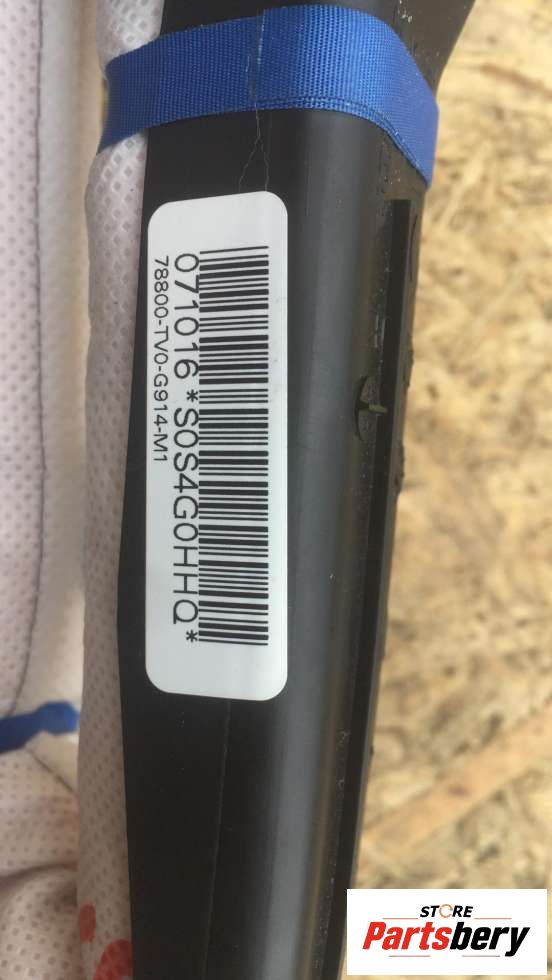 071016 *S0S4G0HHQ*
78800-TV0-G914-M1
STORE
Partsbery